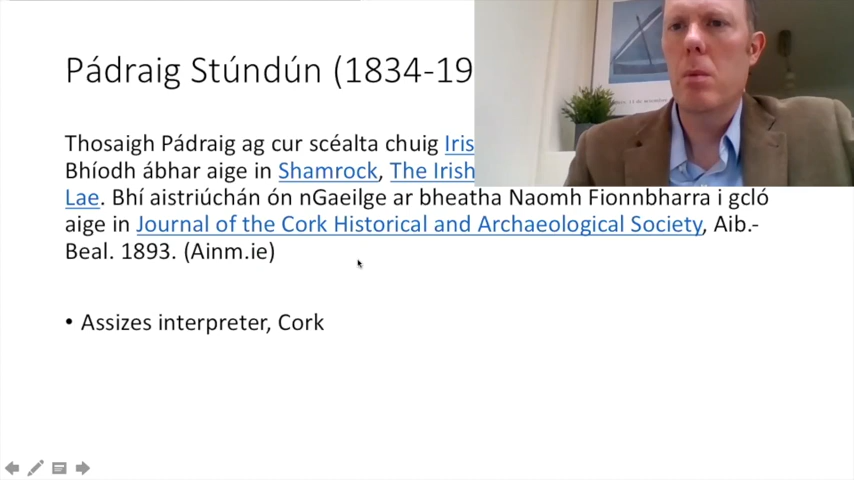 Pádraig Stúndún (1834-19
Thosaigh Pádraig ag cur scéalta chuig Iris
Bhíodh ábhar aige in Shamrock, The Irish
Lae. Bhí aistriúchán ón nGaeilge ar bheatha Naomh Fionnbharra i gcló
aige in Journal of the Cork Historical and Archaeological Society, Aib.-
Beal. 1893. (Ainm.ie)
• Assizes interpreter, Cork